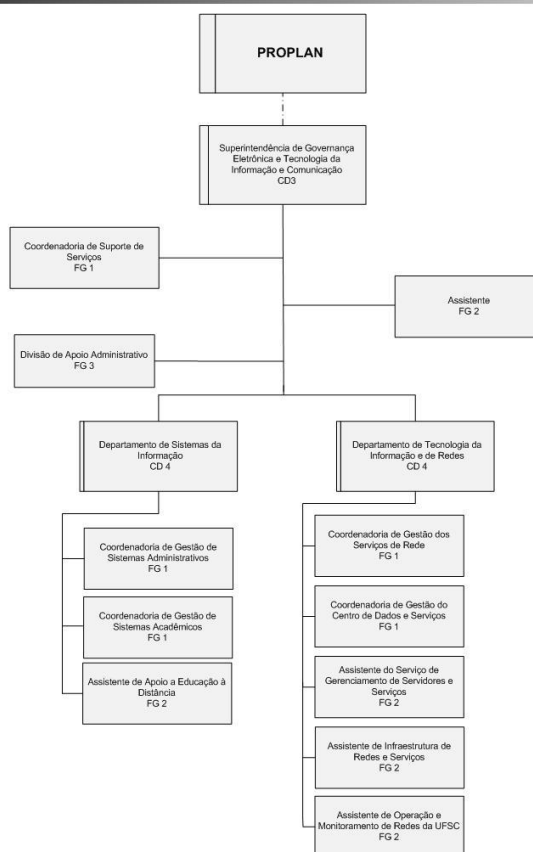 PROPLAN
Superintendência de Governança
Eletrônica e Tecnologia da
Informação e Comunicação
CD3
Coordenadoria de Suporte de
Serviços
FG 1
Assistente
FG 2
Divisão de Apoio Administrativo
FG 3
Departamento de Sistemas da
Informação
CD 4
Departamento de Tecnologia da
Informação e de Redes
CD 4
Coordenadoria de Gestão de
Sistemas Administrativos
FG 1
Coordenadoria de Gestão de
Sistemas Acadêmicos
FG 1
Assistente de Apoio a Educação à
Distância
FG 2
Coordenadoria de Gestão dos
Serviços de Rede
FG 1
Coordenadoria de Gestão do
Centro de Dados e Serviços
FG 1
Assistente do Serviço de
Gerenciamento de Servidores e
Serviços
FG 2
Assistente de Infraestrutura de
Redes e Serviços
FG 2
Assistente de Operação e
Monitoramento de Redes da UFSC
FG 2